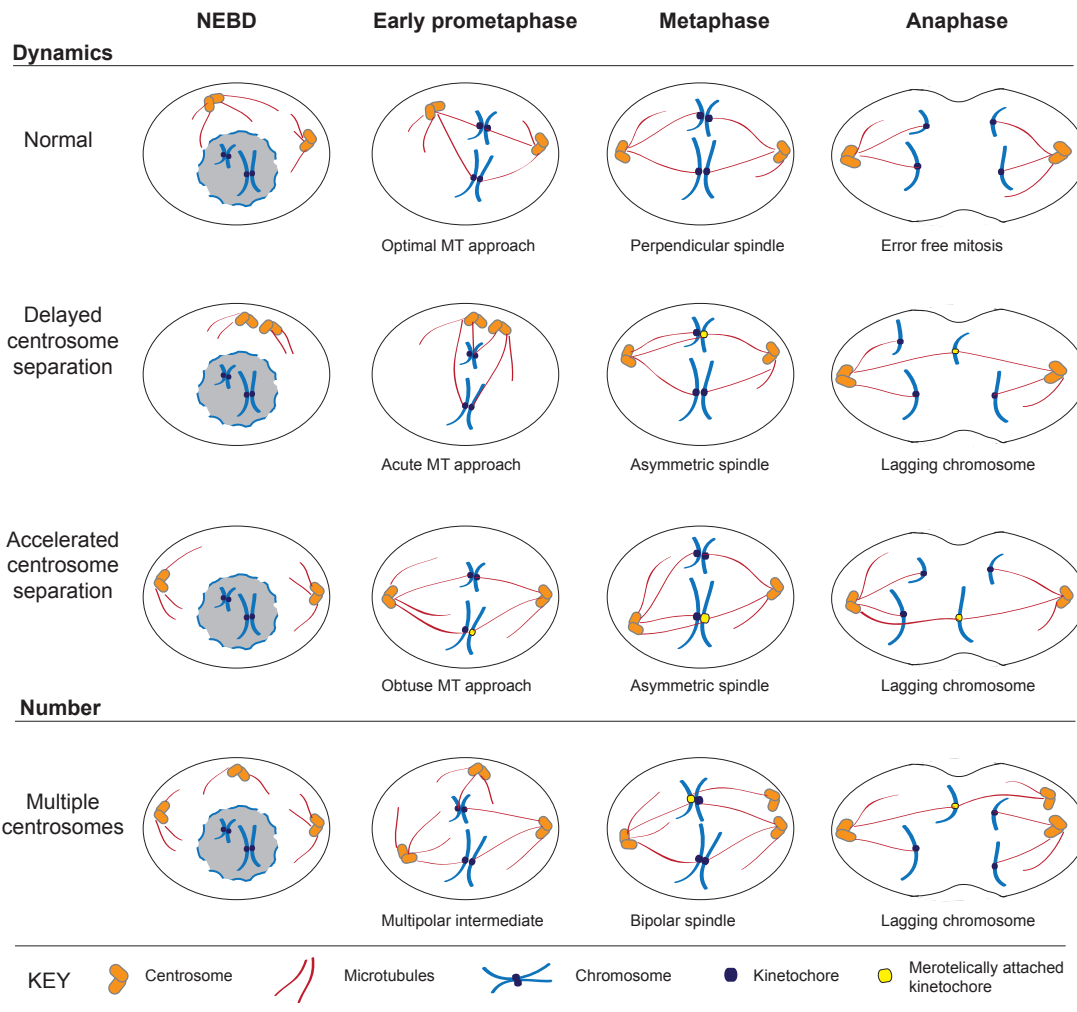 NEBD
Early prometaphase
Metaphase
Anaphase
Dynamics
Normal
Optimal MT approach
Perpendicular spindle
Error free mitosis
Delayed
centrosome
separation
Acute MT approach
Asymmetric spindle
Lagging chromosome
Accelerated
centrosome
separation
Obtuse MT approach
Asymmetric spindle
Lagging chromosome
Number
Multiple
centrosomes
Multipolar intermediate
Bipolar spindle
Lagging chromosome
KEY
Centrosome
Microtubules
Chromosome
Kinetochore
Merotelically attached
kinetochore